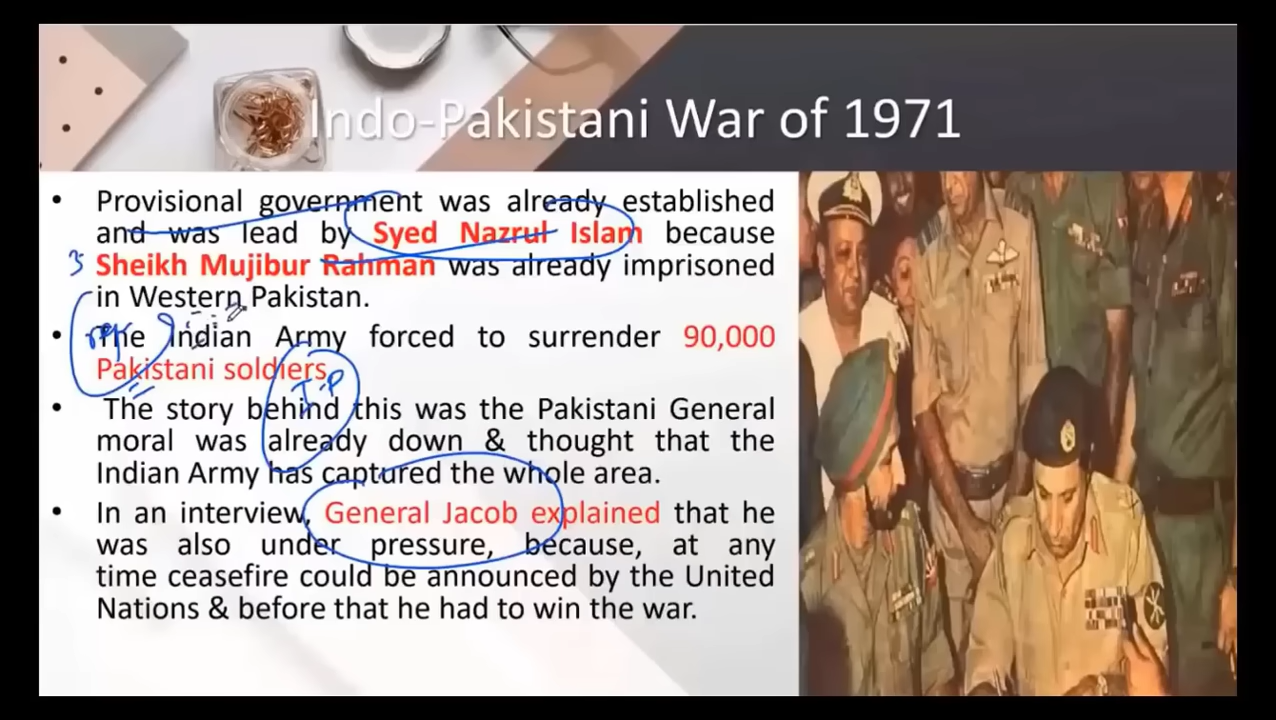 Indo-Pakistani War of 1971
• Provisional government was already established
and was lead by Syed Nazrul Islam because
Sheikh Mujibur Rahman was already imprisoned
in Western Pakistan.
• The Indian Army forced to surrender 90,000
Pakistani soldiers.
• The story behind this was the Pakistani General
moral was already down & thought that the
Indian Army has captured the whole area.
• In an interview, General Jacob explained that he
was also under pressure, because, at any
time ceasefire could be announced by the United
Nations & before that he had to win the war.
I-P